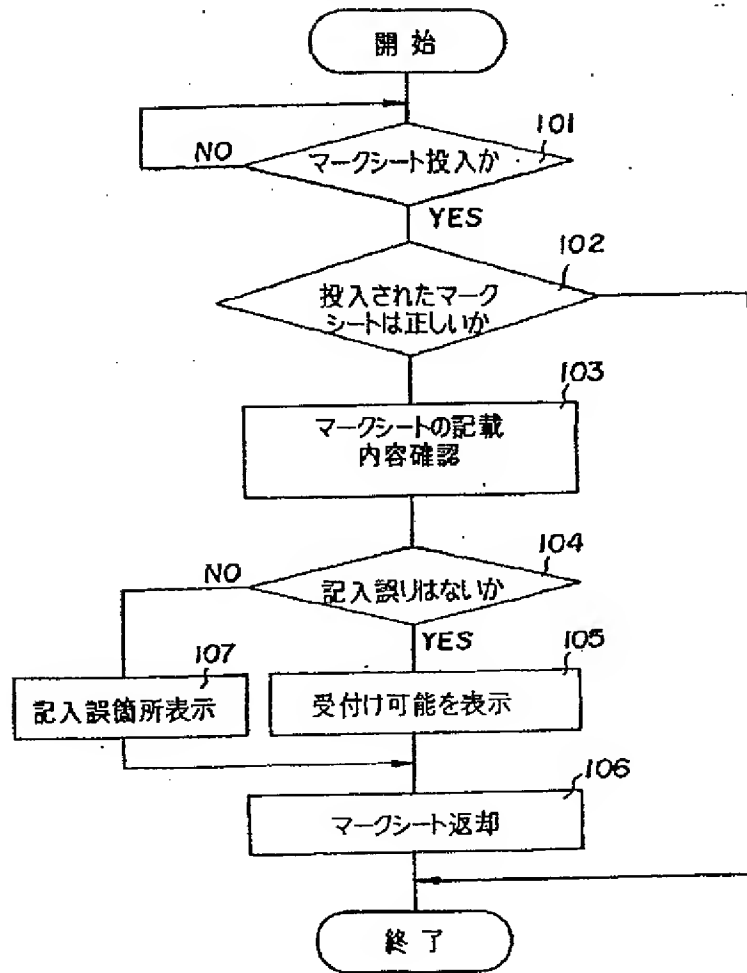 開始
101
NO
マークシート投入か
YES
102
投入されたマーク
シートは正しいか
103
マークシートの記載
内容確認
104
NO
記入誤りはないか
YES
107
105
記入誤箇所表示
受付け可能を表示
106
マークシート返却
終了